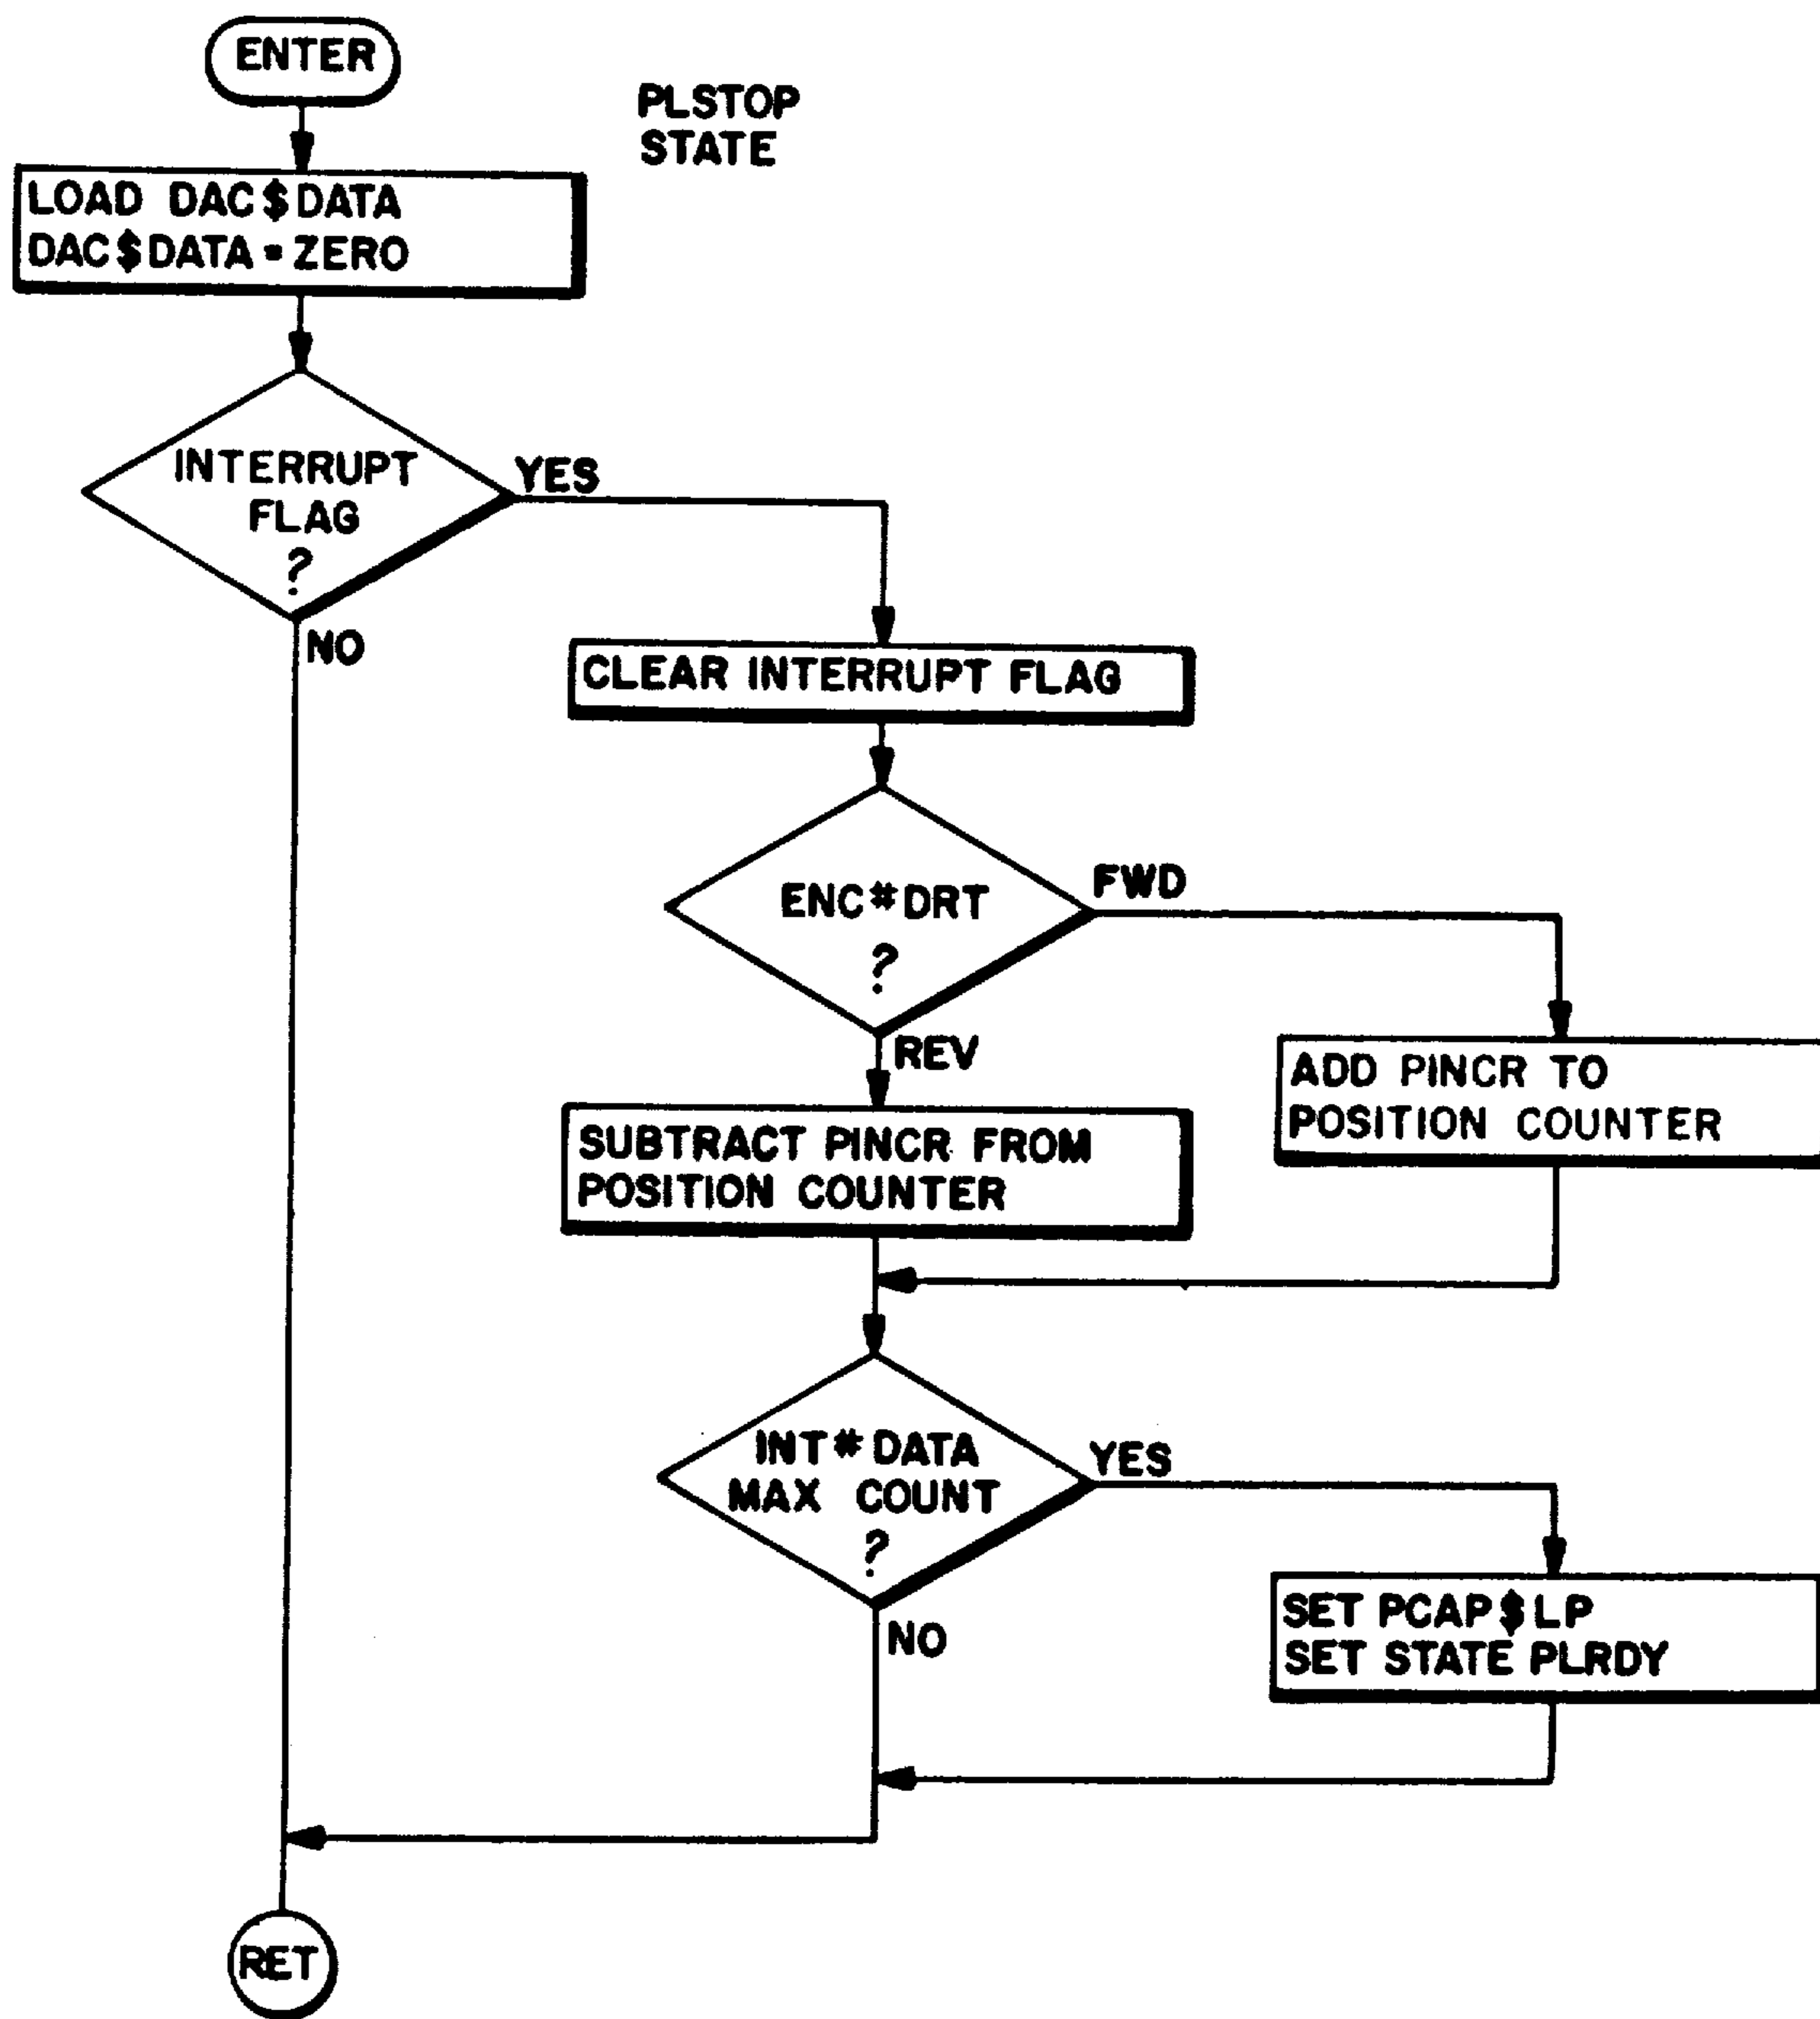 ENTER
PLSTOP
STATE
LOAD DAC$DATA
DAC$DATA=ZERO
INTERRUPT
FLAG
?
YES
NO
CLEAR INTERRUPT FLAG
ENC#DRT
?
FWD
REV
ADD PINCR TO
POSITION COUNTER
SUBTRACT PINCR FROM
POSITION COUNTER
INT#DATA
MAX COUNT
?
YES
NO
SET PCAP$LP
SET STATE PLRDY
RET